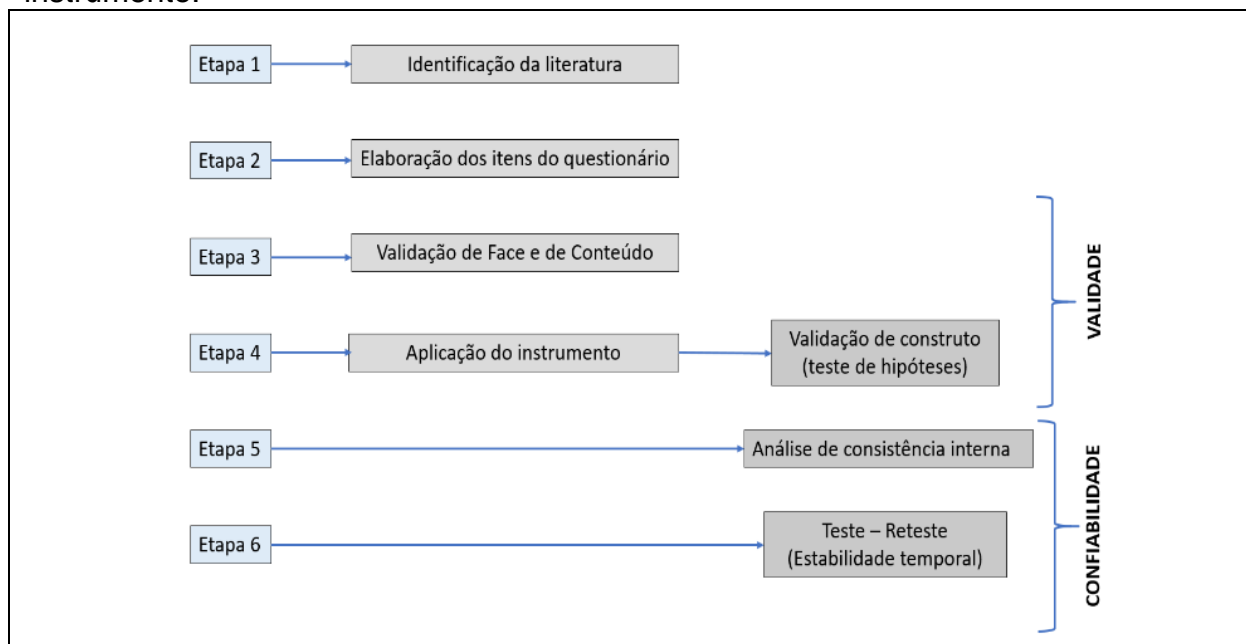 instrumento.
Etapa 1
Identificação da literatura
Etapa 2
Elaboração dos itens do questionário
Etapa 3
Validação de Face e de Conteúdo
Etapa 4
Aplicação do instrumento
Validação de construto
(teste de hipóteses)
VALIDADE
Etapa 5
Análise de consistência interna
Etapa 6
Teste – Reteste
(Estabilidade temporal)
CONFIABILIDADE